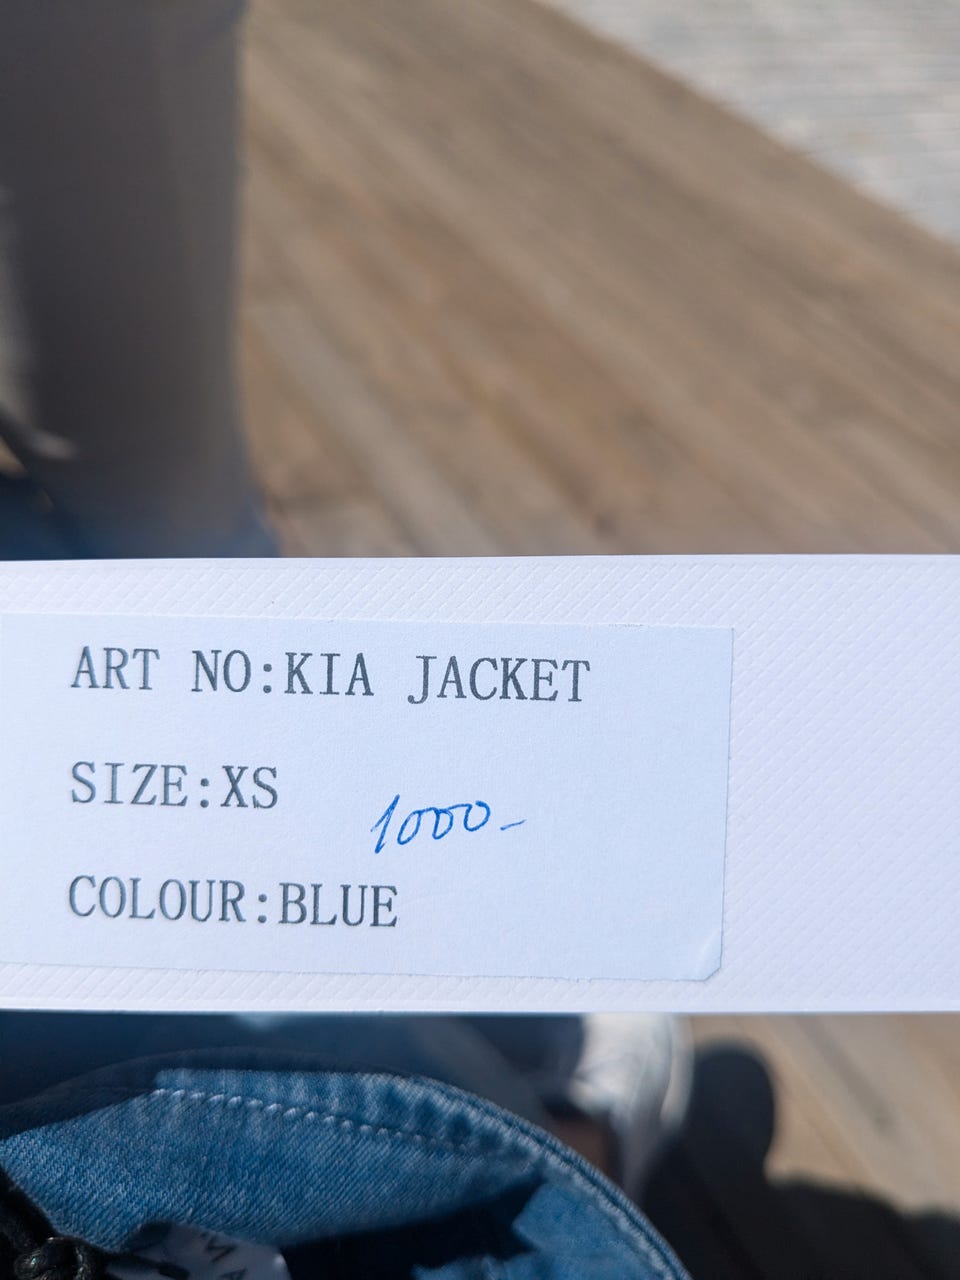 ART NO:KIA JACKET
SIZE:XS
1000-
COLOUR:BLUE